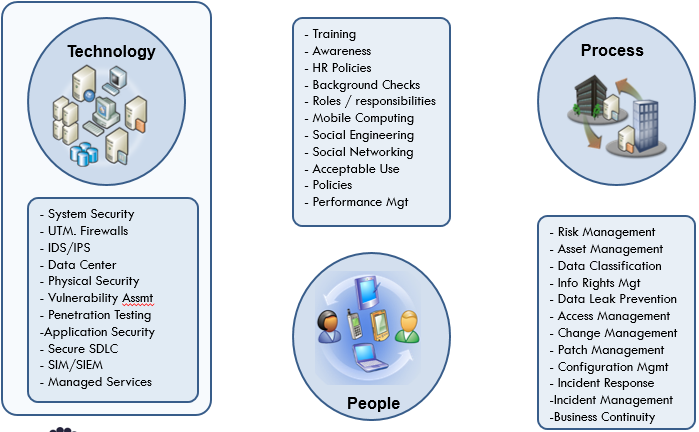 Technology
- System Security
- UTM. Firewalls
- IDS/IPS
- Data Center
- Physical Security
- Vulnerability Assmt
- Penetration Testing
-Application Security
- Secure SDLC
- SIM/SIEM
- Managed Services
- Training
- Awareness
- HR Policies
- Background Checks
- Roles / responsibilities
- Mobile Computing
- Social Engineering
- Social Networking
- Acceptable Use
- Policies
- Performance Mgt
People
Process
- Risk Management
- Asset Management
- Data Classification
- Info Rights Mgt
- Data Leak Prevention
- Access Management
- Change Management
- Patch Management
- Configuration Mgmt
- Incident Response
-Incident Management
-Business Continuity